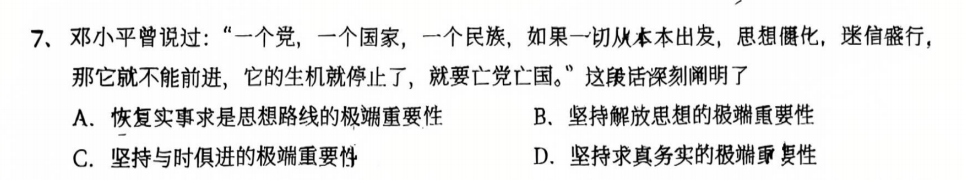 7、邓小平曾说过：“一个党，一个国家，一个民族，如果一切从本本出发，思想僵化，迷信盛行，
那它就不能前进，它的生机就停止了，就要亡党亡国。”这段话深刻阐明了
A．恢复实事求是思想路线的极端重要性 B、坚持解放思想的极端重要性
C．坚持与时俱进的极端重要性 D．坚持求真务实的极端重要性